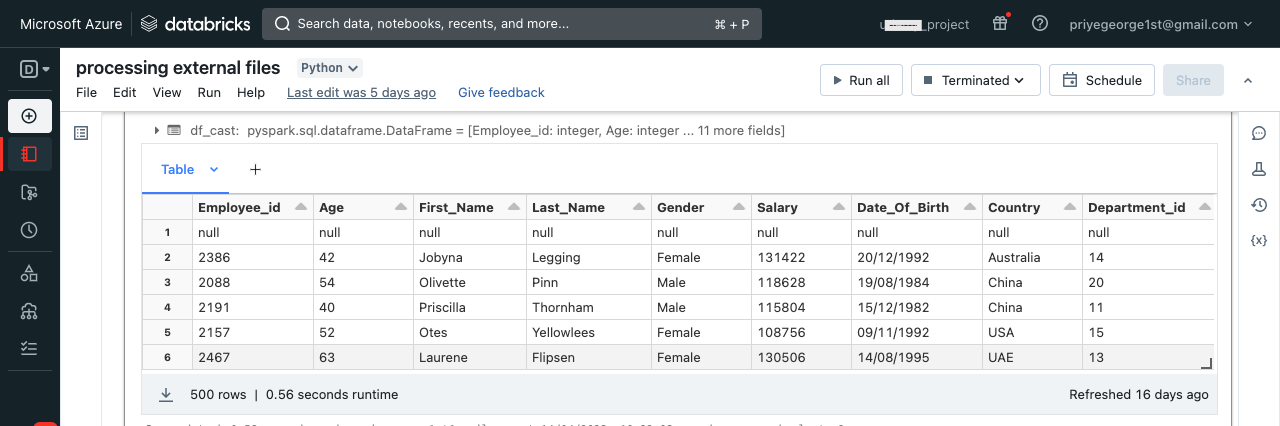 Microsoft Azure databricks Search data, notebooks, recents, and more... ⌘ + P _project priyegeorge1st@gmail.com
D processing external files Python Run all Terminated Schedule Share
File Edit View Run Help Last edit was 5 days ago Give feedback
df_cast: pyspark.sql.dataframe.DataFrame = [Employee_id: integer, Age: integer ... 11 more fields]
Table +
Employee_id Age First_Name Last_Name Gender Salary Date_Of_Birth Country Department_id
1 null null null null null null null null null
2 2386 42 Jobyna Legging Female 131422 20/12/1992 Australia 14
3 2088 54 Olivette Pinn Male 118628 19/08/1984 China 20
4 2191 40 Priscilla Thornham Male 115804 15/12/1982 China 11
5 2157 52 Otes Yellowlees Female 108756 09/11/1992 USA 15
6 2467 63 Laurene Flipsen Female 130506 14/08/1995 UAE 13
500 rows | 0.56 seconds runtime Refreshed 16 days ago